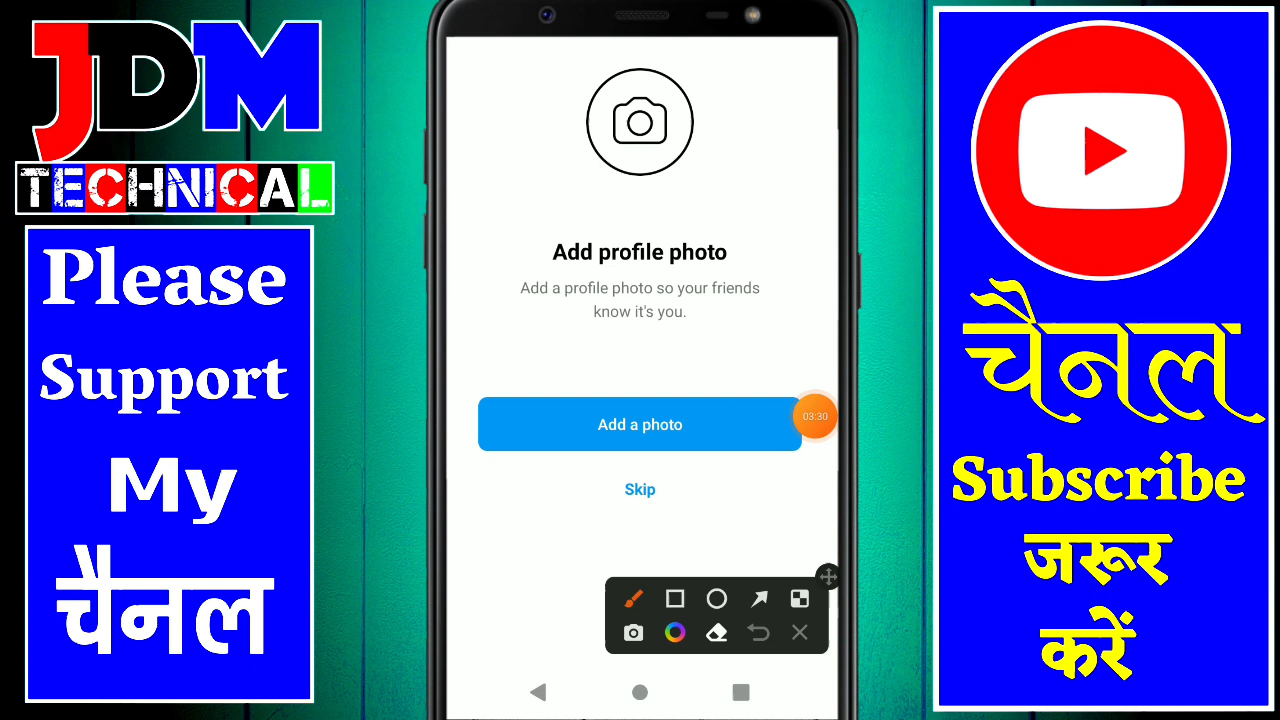 JDM
TECHNICAL
Please
Support
My
चैनल
Add profile photo
Add a profile photo so your friends
know it's you.
Add a photo
03:30
Skip
चैनल
Subscribe
जरूर
करें